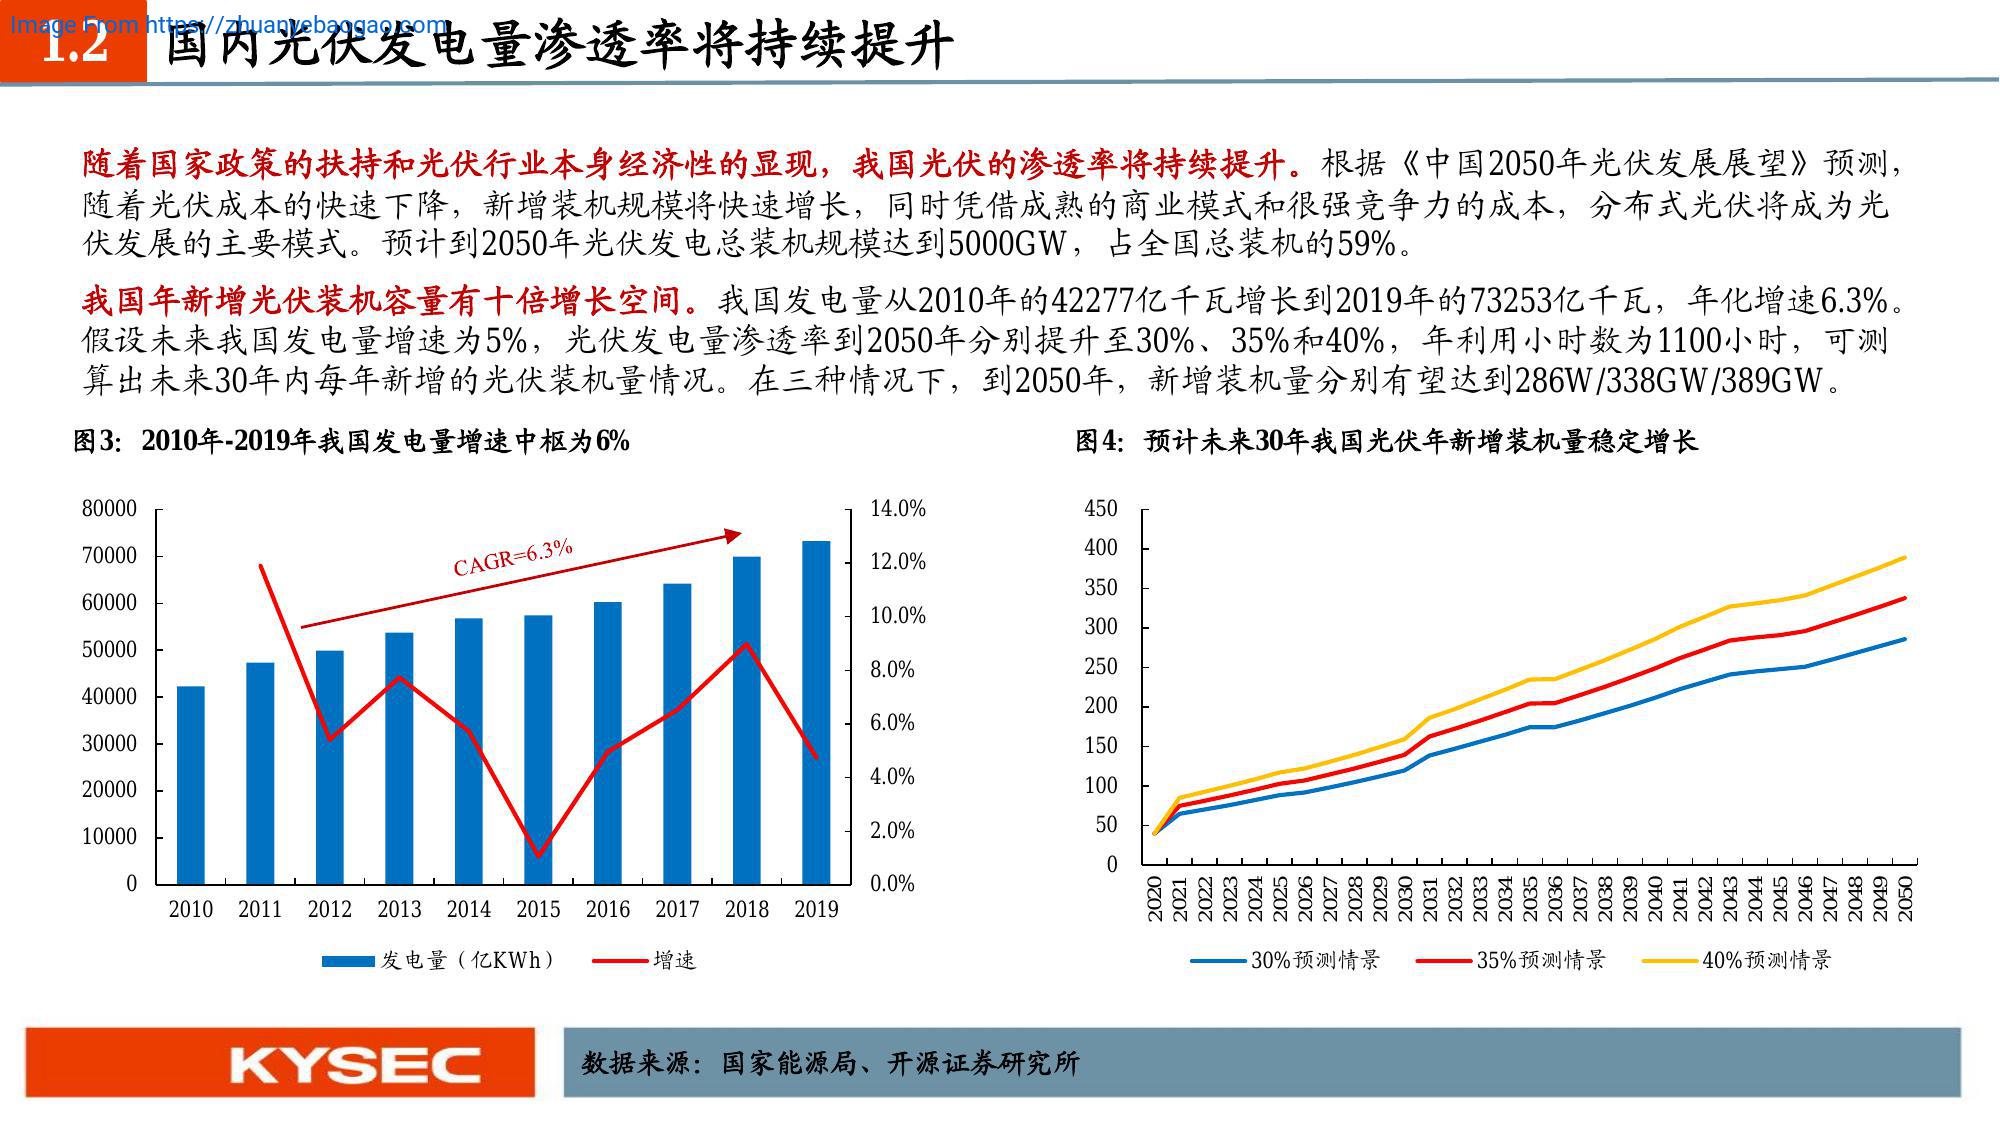 Image From https://zhuanyebaogao.com
1.2 国内光伏发电量渗透率将持续提升
随着国家政策的扶持和光伏行业本身经济性的显现，我国光伏的渗透率将持续提升。根据《中国2050年光伏发展展望》预测，
随着光伏成本的快速下降，新增装机规模将快速增长，同时凭借成熟的商业模式和很强竞争力的成本，分布式光伏将成为光
伏发展的主要模式。预计到2050年光伏发电总装机规模达到5000GW，占全国总装机的59%。
我国年新增光伏装机容量有十倍增长空间。我国发电量从2010年的42277亿千瓦增长到2019年的73253亿千瓦，年化增速6.3%。
假设未来我国发电量增速为5%，光伏发电量渗透率到2050年分别提升至30%、35%和40%，年利用小时数为1100小时，可测
算出未来30年内每年新增的光伏装机量情况。在三种情况下，到2050年，新增装机量分别有望达到286W/338GW/389GW。
图3：2010年-2019年我国发电量增速中枢为6%
80000
70000
60000
50000
40000
30000
20000
10000
0
CAGR=6.3%
14.0%
12.0%
10.0%
8.0%
6.0%
4.0%
2.0%
0.0%
2010 2011 2012 2013 2014 2015 2016 2017 2018 2019
发电量（亿KWh） 增速
图4：预计未来30年我国光伏年新增装机量稳定增长
450
400
350
300
250
200
150
100
50
0
2020 2021 2022 2023 2024 2025 2026 2027 2028 2029 2030 2031 2032 2033 2034 2035 2036 2037 2038 2039 2040 2041 2042 2043 2044 2045 2046 2047 2048 2049 2050
30%预测情景 35%预测情景 40%预测情景
KYSEC
数据来源：国家能源局、开源证券研究所